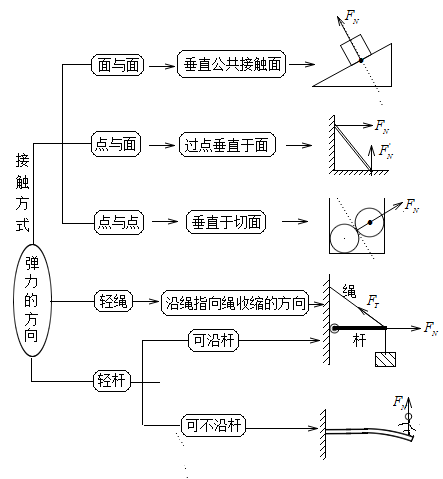 接触方式
弹力的方向
面与面
垂直公共接触面
F_N
点与面
过点垂直于面
F_N
F_N'
点与点
垂直于切面
F_N
轻绳
沿绳指向绳收缩的方向
绳
F_T
F_N
杆
轻杆
可沿杆
可不沿杆
F_N